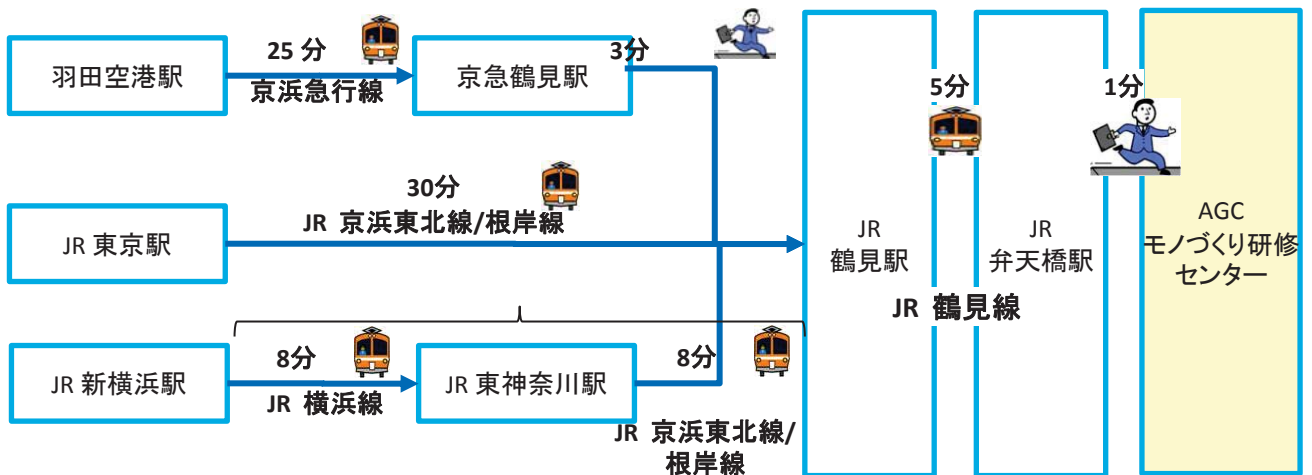 25 分
羽田空港駅
京浜急行線
京急鶴見駅
3分
30分
JR 京浜東北線/根岸線
JR 東京駅
8分
JR 新横浜駅
JR 横浜線
JR 東神奈川駅
8分
JR 京浜東北線/
根岸線
JR
鶴見駅
5分
JR 鶴見線
JR
弁天橋駅
1分
AGC
モノづくり研修
センター